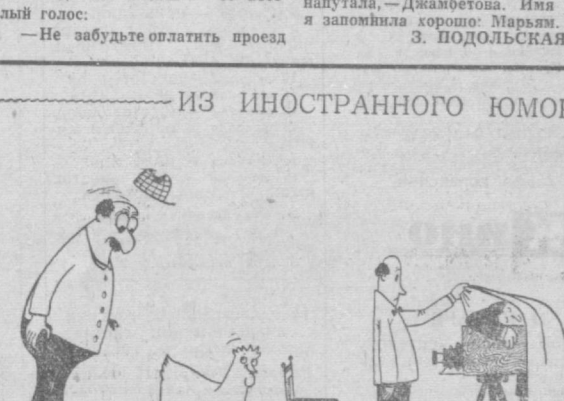 лый голос:
—Не забудьте оплатить проезд
напутала, — Джамбетова. Имя
я запомнила хорошо: Марьям.
З. ПОДОЛЬСКАЯ
ИЗ ИНОСТРАННОГО ЮМО